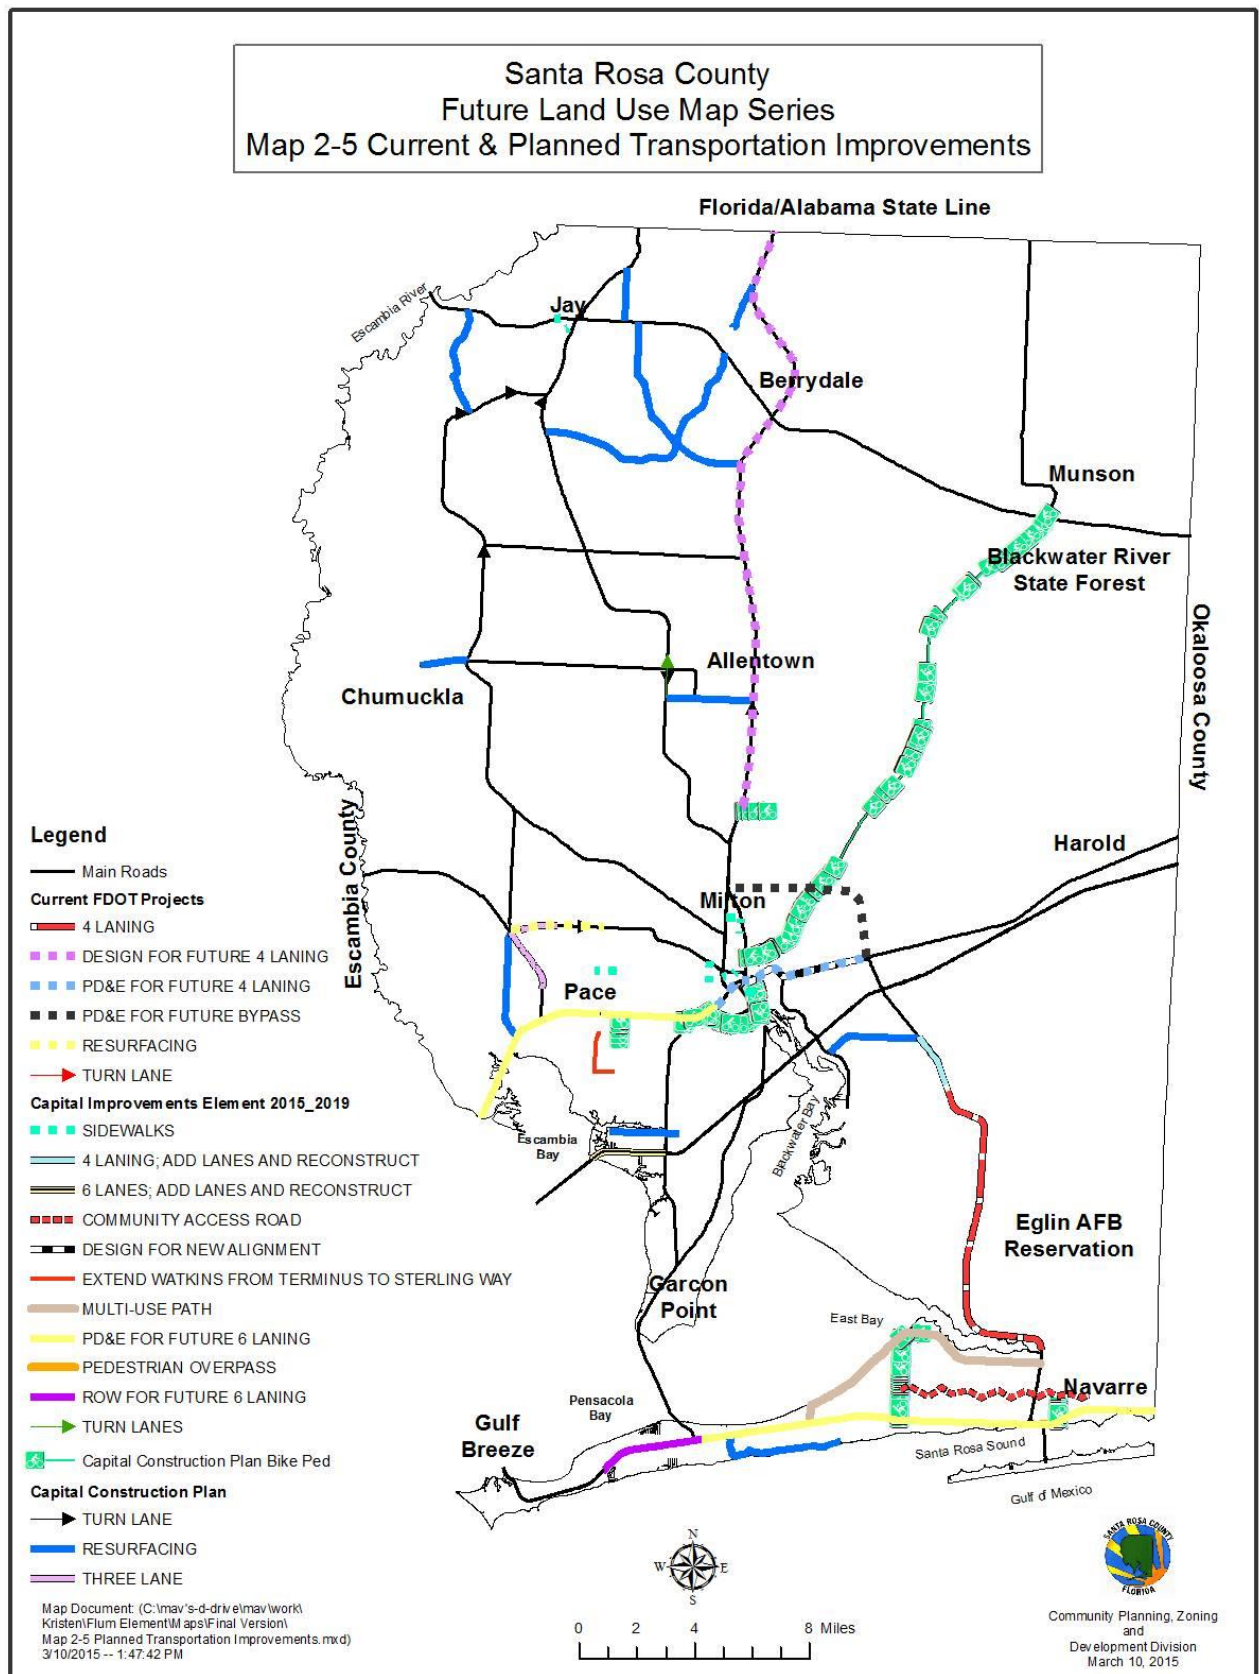 Santa Rosa County
Future Land Use Map Series
Map 2-5 Current & Planned Transportation Improvements
Florida/Alabama State Line
Escambia River
Jay
Berrydale
Munson
Blackwater River
State Forest
Okaloosa County
Allentown
Chumuckla
Escambia County
Harold
Milton
Pace
Escambia
Bay
Blackwater Bay
Eglin AFB
Reservation
Garcon
Point
East Bay
Navarre
Pensacola
Bay
Gulf
Breeze
Santa Rosa Sound
Gulf of Mexico
Legend
Main Roads
Current FDOT Projects
4 LANING
DESIGN FOR FUTURE 4 LANING
PD&E FOR FUTURE 4 LANING
PD&E FOR FUTURE BYPASS
RESURFACING
TURN LANE
Capital Improvements Element 2015_2019
SIDEWALKS
4 LANING; ADD LANES AND RECONSTRUCT
6 LANES; ADD LANES AND RECONSTRUCT
COMMUNITY ACCESS ROAD
DESIGN FOR NEW ALIGNMENT
EXTEND WATKINS FROM TERMINUS TO STERLING WAY
MULTI-USE PATH
PD&E FOR FUTURE 6 LANING
PEDESTRIAN OVERPASS
ROW FOR FUTURE 6 LANING
TURN LANES
Capital Construction Plan Bike Ped
Capital Construction Plan
TURN LANE
RESURFACING
THREE LANE
Map Document: (C:\mav's-d-drive\mav\work\
Kristen\Flum Element\Maps\Final Version\
Map 2-5 Planned Transportation Improvements.mxd)
3/10/2015 -- 1:47:42 PM
N
W E
S
0 2 4 8 Miles
SANTA ROSA COUNTY
FLORIDA
Community Planning, Zoning
and
Development Division
March 10, 2015